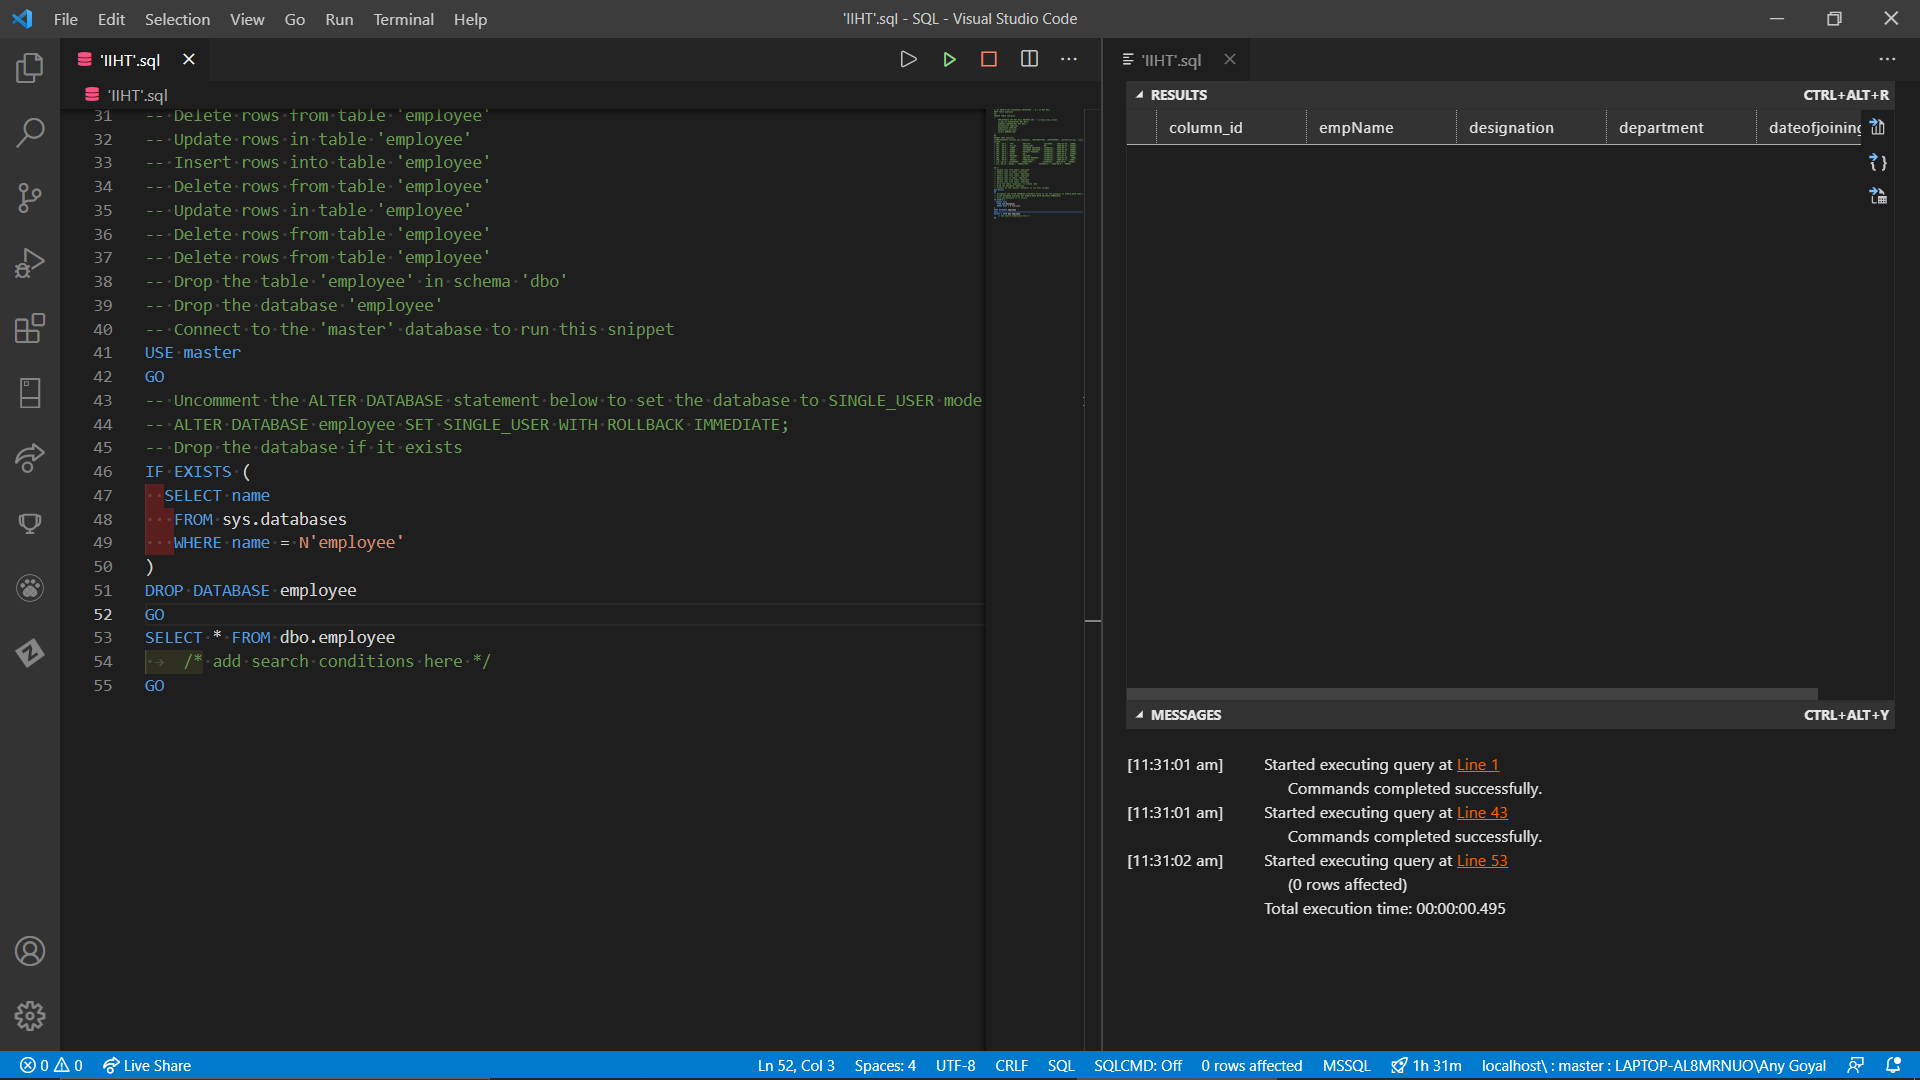 File Edit Selection View Go Run Terminal Help
'IIHT'.sql - SQL - Visual Studio Code
'IIHT'.sql
'IIHT'.sql
31 -- Delete rows from table 'employee'
32 -- Update rows in table 'employee'
33 -- Insert rows into table 'employee'
34 -- Delete rows from table 'employee'
35 -- Update rows in table 'employee'
36 -- Delete rows from table 'employee'
37 -- Delete rows from table 'employee'
38 -- Drop the table 'employee' in schema 'dbo'
39 -- Drop the database 'employee'
40 -- Connect to the 'master' database to run this snippet
41 USE master
42 GO
43 -- Uncomment the ALTER DATABASE statement below to set the database to SINGLE_USER mode
44 -- ALTER DATABASE employee SET SINGLE_USER WITH ROLLBACK IMMEDIATE;
45 -- Drop the database if it exists
46 IF EXISTS (
47 SELECT name
48 FROM sys.databases
49 WHERE name = N'employee'
50 )
51 DROP DATABASE employee
52 GO
53 SELECT * FROM dbo.employee
54 /* add search conditions here */
55 GO
'IIHT'.sql
RESULTS CTRL+ALT+R
column_id empName designation department dateofjoining
MESSAGES CTRL+ALT+Y
[11:31:01 am] Started executing query at Line 1
Commands completed successfully.
[11:31:01 am] Started executing query at Line 43
Commands completed successfully.
[11:31:02 am] Started executing query at Line 53
(0 rows affected)
Total execution time: 00:00:00.495
0 0 Live Share Ln 52, Col 3 Spaces: 4 UTF-8 CRLF SQL SQLCMD: Off 0 rows affected MSSQL 1h 31m localhost\ : master : LAPTOP-AL8MRNUO\Any Goyal